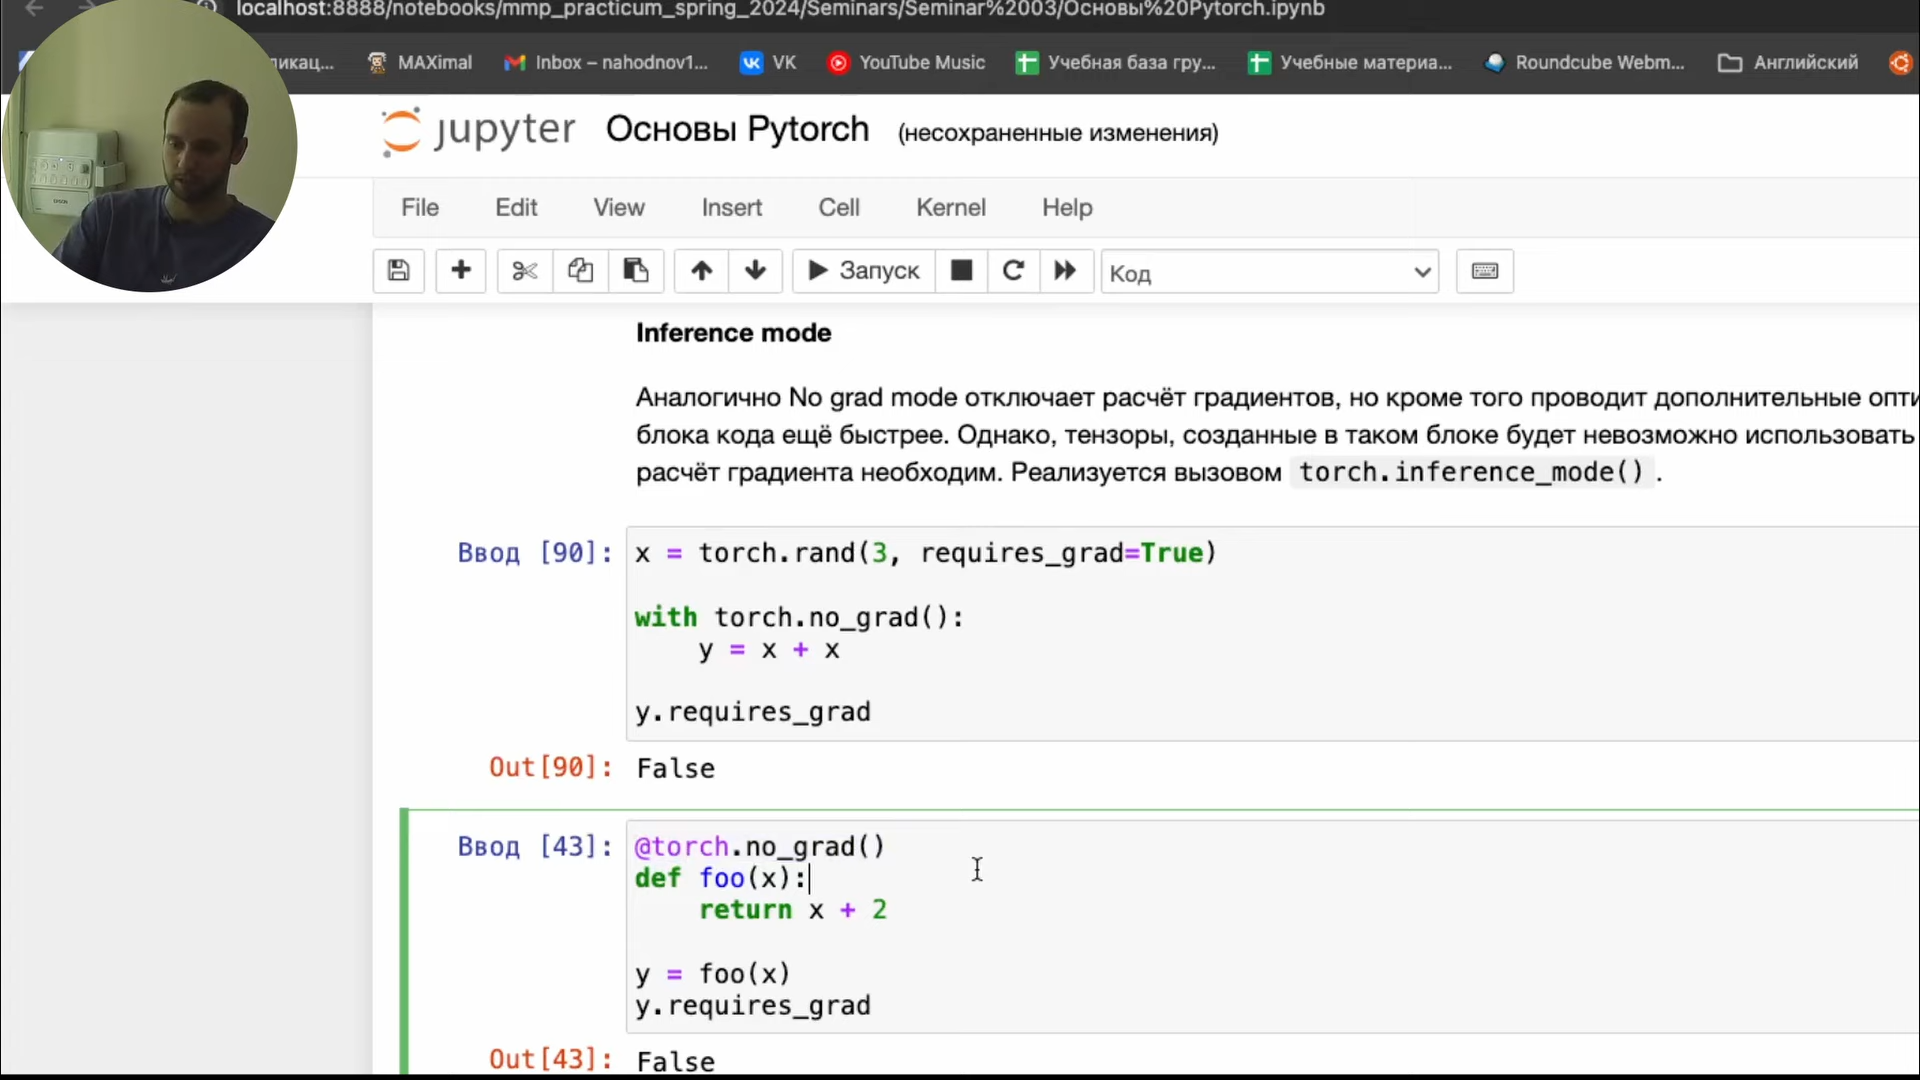 localhost:8888/notebooks/mmp_practicum_spring_2024/Seminars/Seminar%2003/Основы%20Pytorch.ipynb
ликац... MAXimal Inbox – nahodnov1... VK YouTube Music Учебная база гру... Учебные материа... Roundcube Webm... Английский
jupyter Основы Pytorch (несохраненные изменения)
File Edit View Insert Cell Kernel Help
Запуск Код
Inference mode
Аналогично No grad mode отключает расчёт градиентов, но кроме того проводит дополнительные опти
блока кода ещё быстрее. Однако, тензоры, созданные в таком блоке будет невозможно использовать
расчёт градиента необходим. Реализуется вызовом torch.inference_mode() .
Ввод [90]: x = torch.rand(3, requires_grad=True)
with torch.no_grad():
y = x + x
y.requires_grad
Out[90]: False
Ввод [43]: @torch.no_grad()
def foo(x):
return x + 2
y = foo(x)
y.requires_grad
Out[43]: False